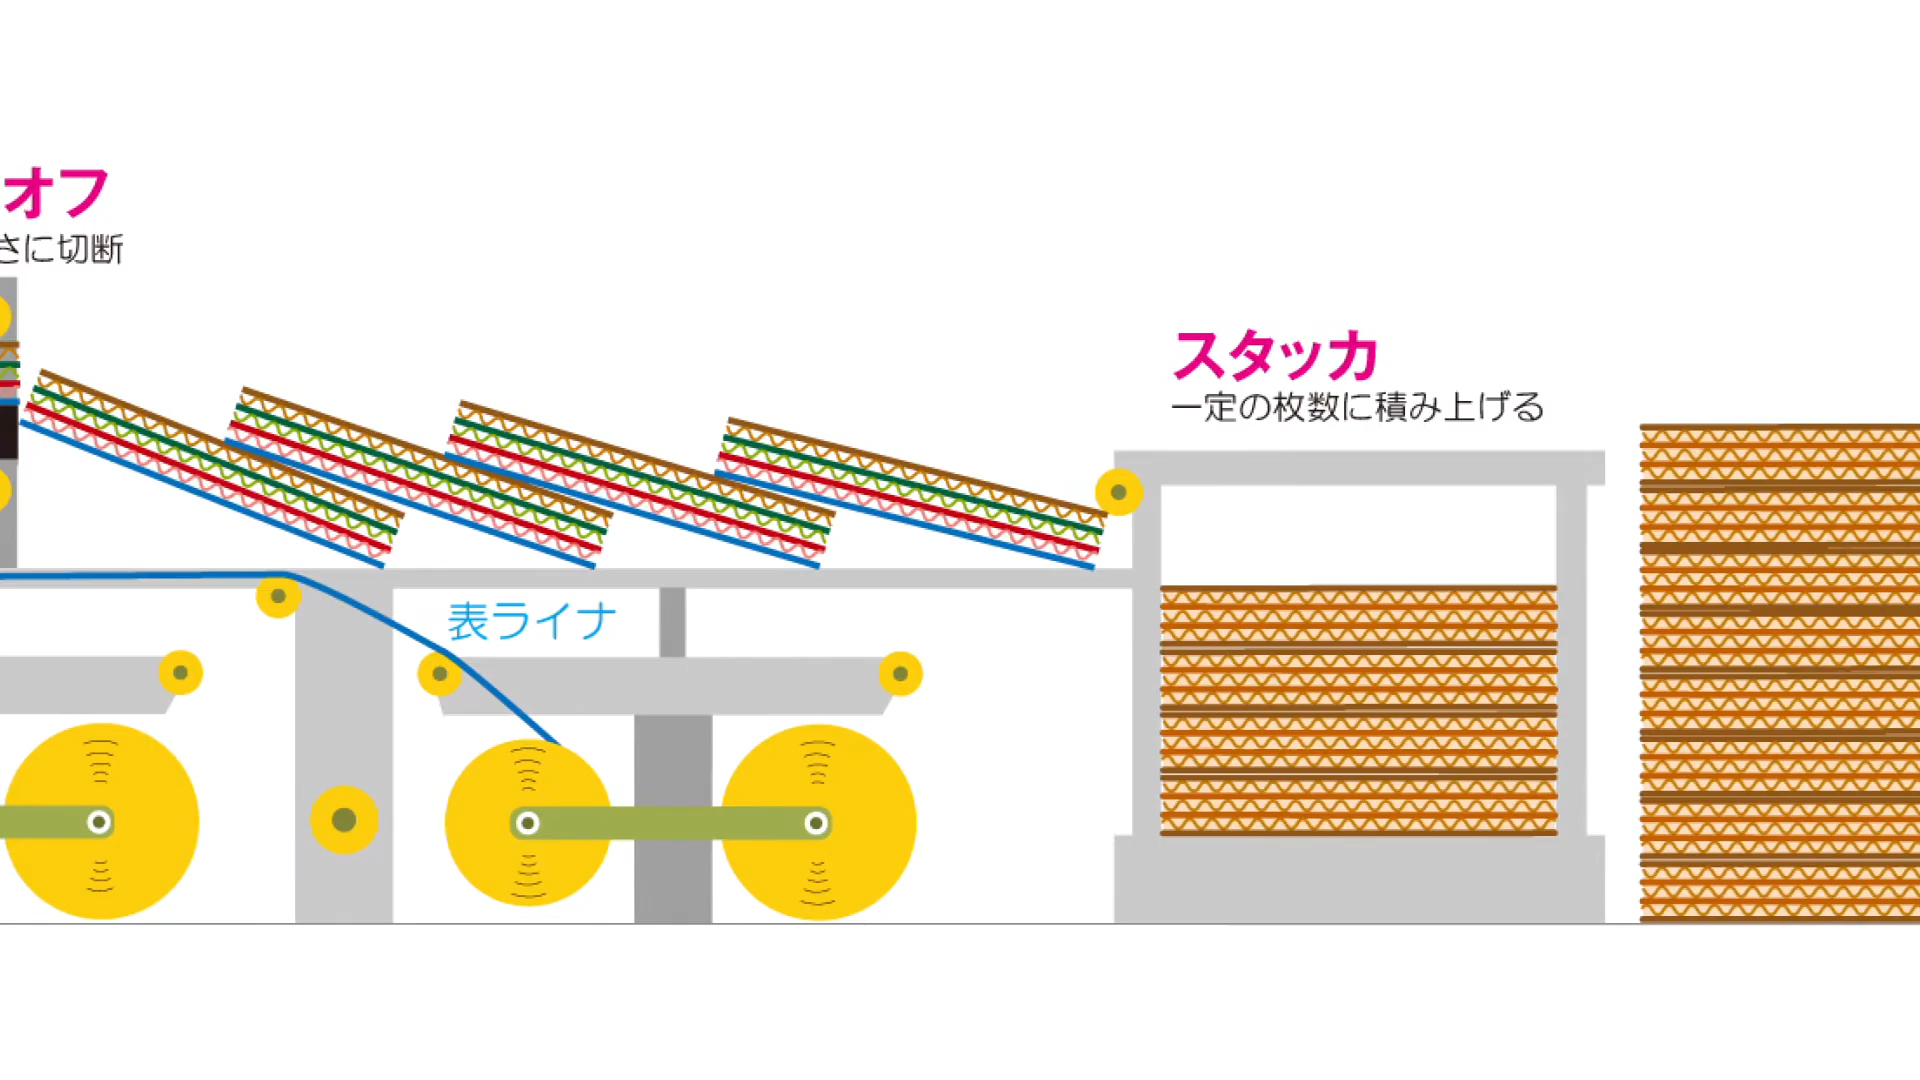 オフ
さに切断
スタッカ
一定の枚数に積み上げる
表ライナ